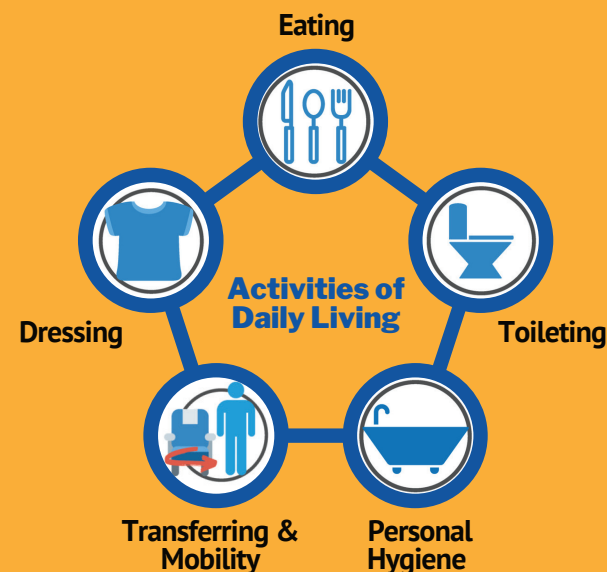 Eating
Activities of
Daily Living
Dressing
Toileting
Transferring &
Mobility
Personal
Hygiene